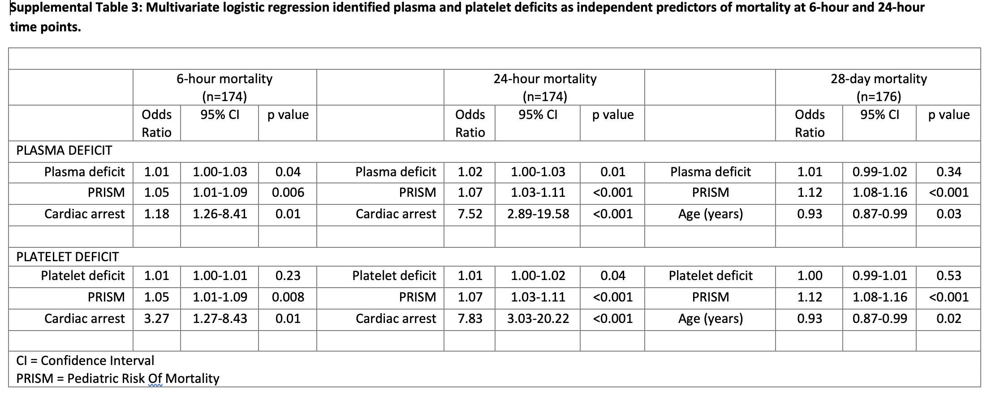 Supplemental Table 3: Multivariate logistic regression identified plasma and platelet deficits as independent predictors of mortality at 6-hour and 24-hour
time points.
6-hour mortality (n=174) 24-hour mortality (n=174) 28-day mortality (n=176)
Odds Ratio 95% CI p value Odds Ratio 95% CI p value Odds Ratio 95% CI p value
PLASMA DEFICIT
Plasma deficit 1.01 1.00-1.03 0.04 Plasma deficit 1.02 1.00-1.03 0.01 Plasma deficit 1.01 0.99-1.02 0.34
PRISM 1.05 1.01-1.09 0.006 PRISM 1.07 1.03-1.11 <0.001 PRISM 1.12 1.08-1.16 <0.001
Cardiac arrest 1.18 1.26-8.41 0.01 Cardiac arrest 7.52 2.89-19.58 <0.001 Age (years) 0.93 0.87-0.99 0.03
PLATELET DEFICIT
Platelet deficit 1.01 1.00-1.01 0.23 Platelet deficit 1.01 1.00-1.02 0.04 Platelet deficit 1.00 0.99-1.01 0.53
PRISM 1.05 1.01-1.09 0.008 PRISM 1.07 1.03-1.11 <0.001 PRISM 1.12 1.08-1.16 <0.001
Cardiac arrest 3.27 1.27-8.43 0.01 Cardiac arrest 7.83 3.03-20.22 <0.001 Age (years) 0.93 0.87-0.99 0.02
CI = Confidence Interval
PRISM = Pediatric Risk Of Mortality